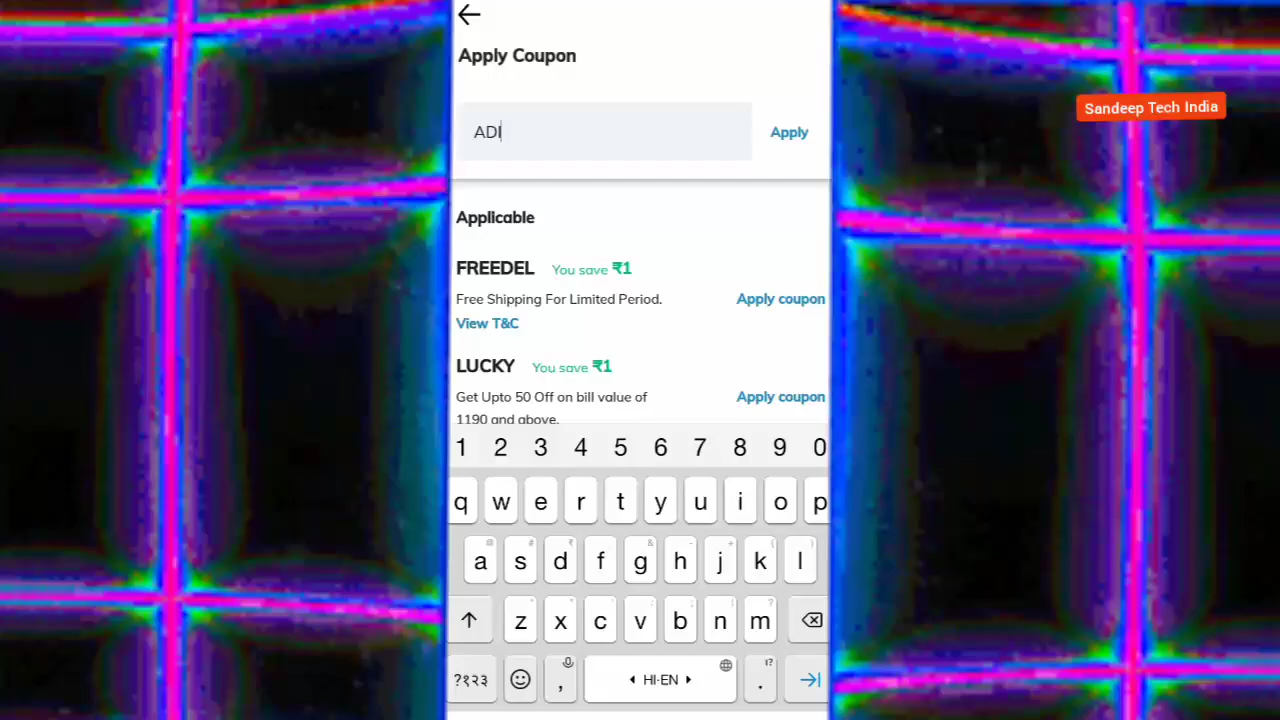 Apply Coupon
Sandeep Tech India
ADI
Apply
Applicable
FREEDEL You save ₹1
Free Shipping For Limited Period. Apply coupon
View T&C
LUCKY You save ₹1
Get Upto 50 Off on bill value of Apply coupon
1190 and above.
1 2 3 4 5 6 7 8 9 0
q w e r t y u i o p
a s d f g h j k l
z x c v b n m
?१२३ , HI-EN .